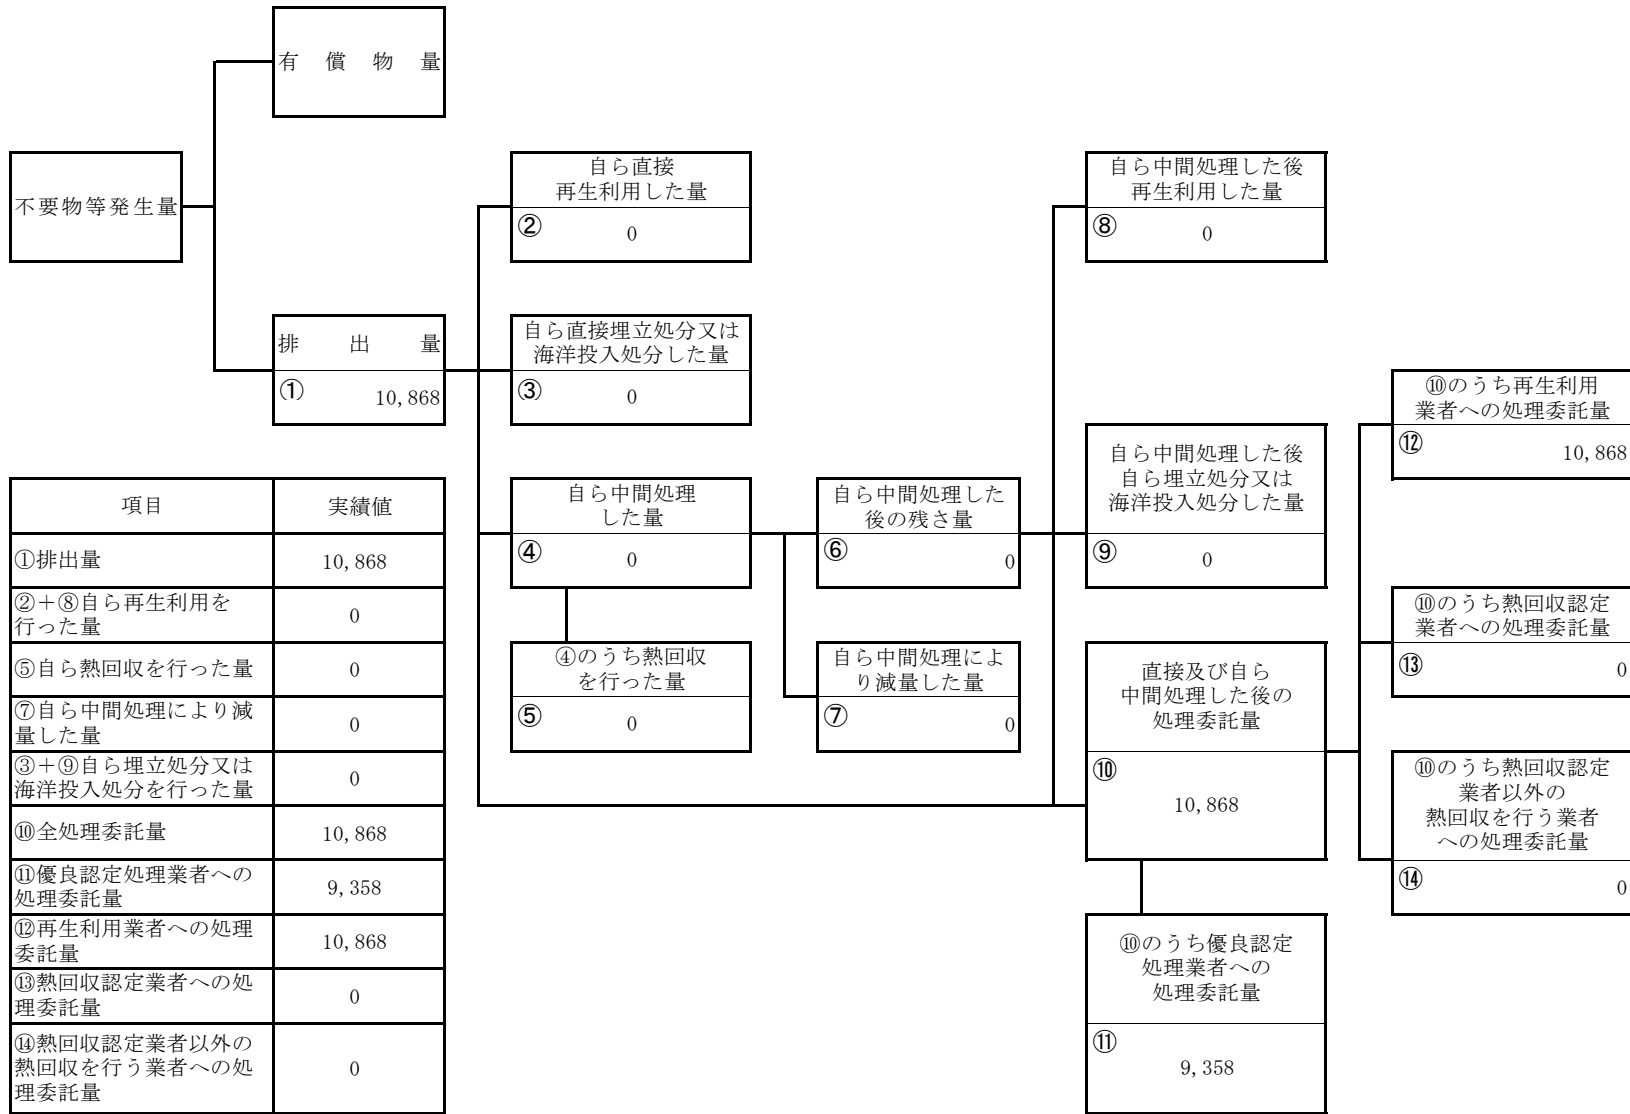 有償物量
不要物等発生量
排出量
① 10,868
自ら直接
再生利用した量
② 0
自ら直接埋立処分又は
海洋投入処分した量
③ 0
自ら中間処理
した量
④ 0
④のうち熱回収
を行った量
⑤ 0
自ら中間処理した
後の残さ量
⑥ 0
自ら中間処理によ
り減量した量
⑦ 0
自ら中間処理した後
再生利用した量
⑧ 0
自ら中間処理した後
自ら埋立処分又は
海洋投入処分した量
⑨ 0
直接及び自ら
中間処理した後の
処理委託量
⑩
10,868
⑩のうち優良認定
処理業者への
処理委託量
⑪
9,358
⑩のうち再生利用
業者への処理委託量
⑫ 10,868
⑩のうち熱回収認定
業者への処理委託量
⑬ 0
⑩のうち熱回収認定
業者以外の
熱回収を行う業者
への処理委託量
⑭ 0
項目 実績値
①排出量 10,868
②+⑧自ら再生利用を
行った量 0
⑤自ら熱回収を行った量 0
⑦自ら中間処理により減
量した量 0
③+⑨自ら埋立処分又は
海洋投入処分を行った量 0
⑩全処理委託量 10,868
⑪優良認定処理業者への
処理委託量 9,358
⑫再生利用業者への処理
委託量 10,868
⑬熱回収認定業者への処
理委託量 0
⑭熱回収認定業者以外の
熱回収を行う業者への処
理委託量 0